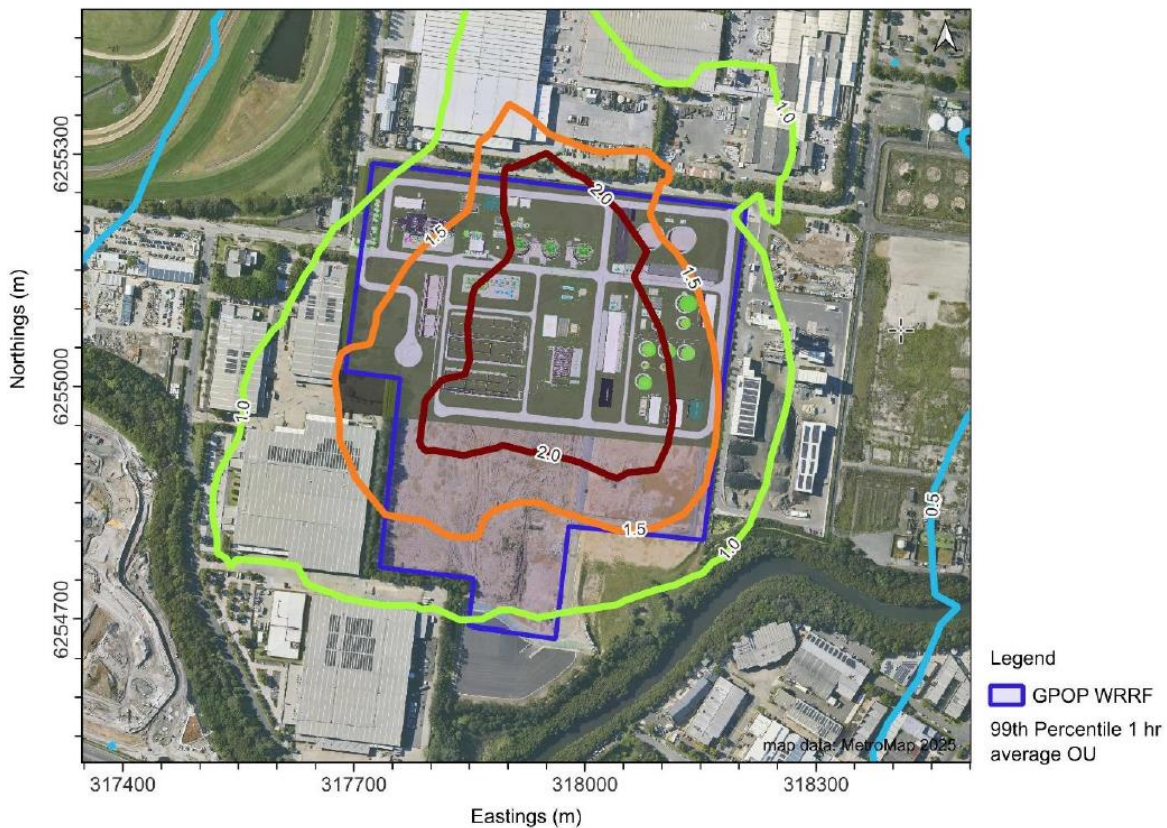 1.0
2.0
1.5
1.5
2.0
1.5
1.0
1.0
0.5
6255300
6255000
6254700
Northings (m)
map data: MetroMap 2025
317400
317700
318000
318300
Eastings (m)
Legend
GPOP WRRF
99th Percentile 1 hr
average OU